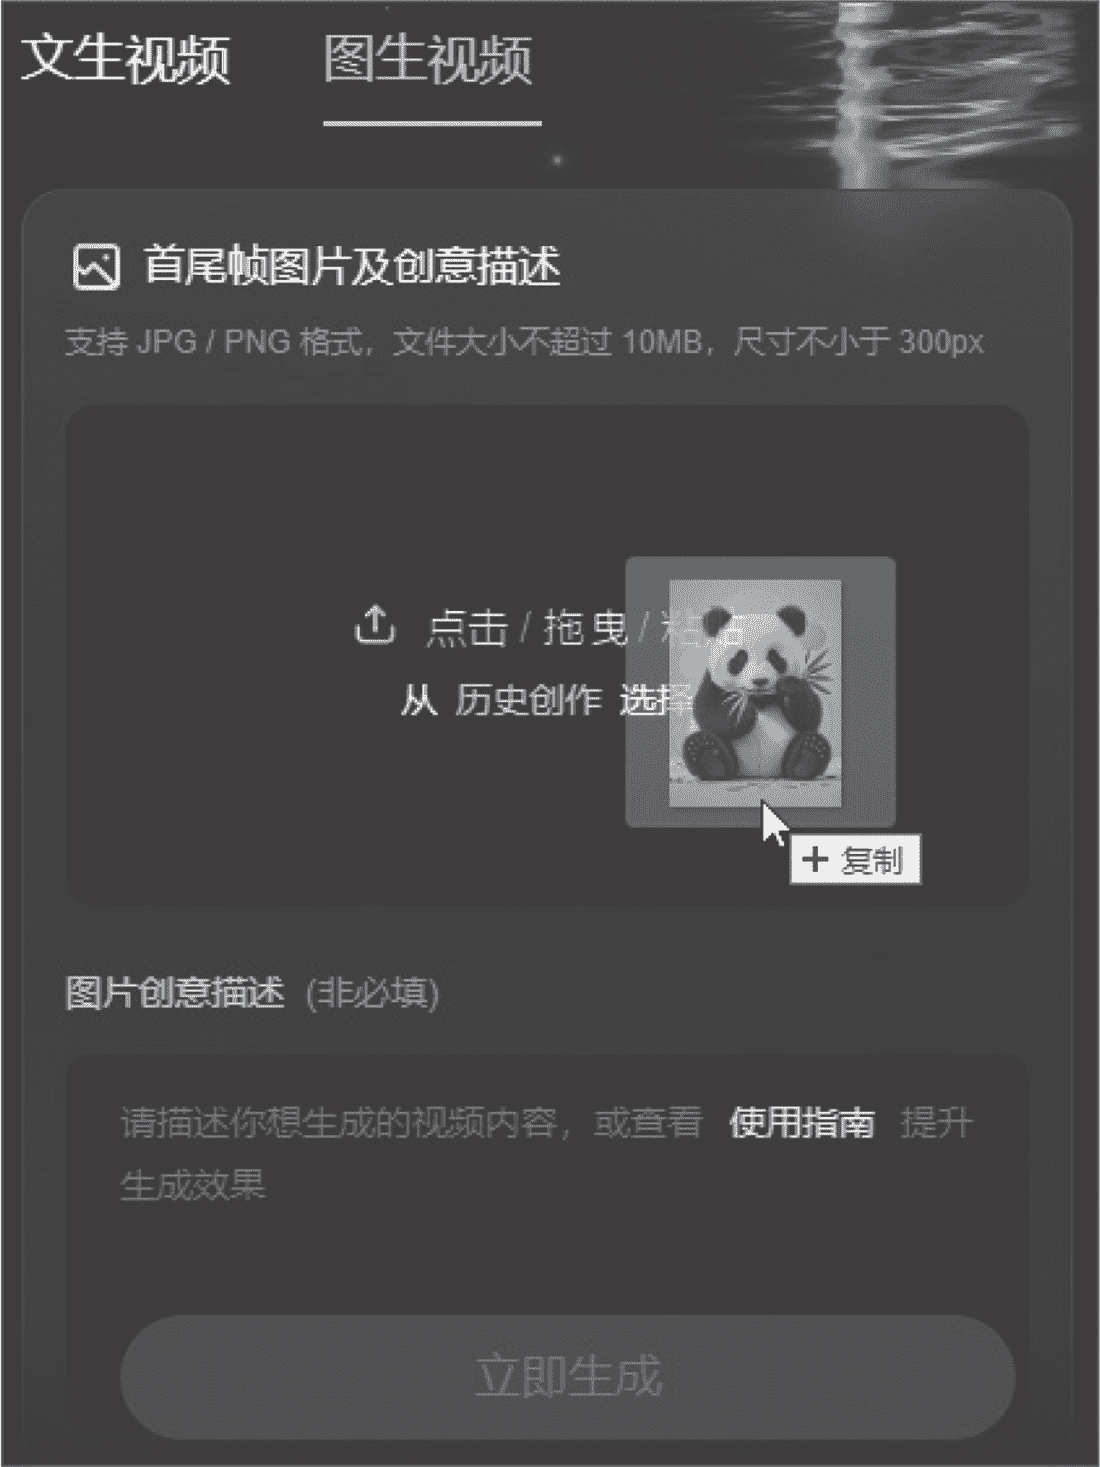 文生视频 图生视频
首尾帧图片及创意描述
支持 JPG / PNG 格式，文件大小不超过 10MB，尺寸不小于 300px
点击 / 拖曳 / 粘贴
从 历史创作 选择
复制
图片创意描述 (非必填)
请描述你想生成的视频内容，或查看 使用指南 提升
生成效果
立即生成